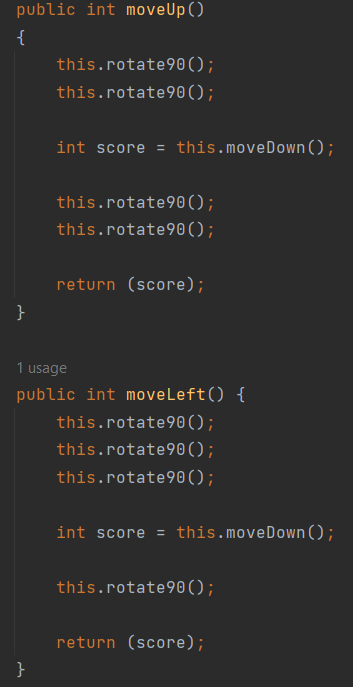 public int moveUp()
{
    this.rotate90();
    this.rotate90();

    int score = this.moveDown();

    this.rotate90();
    this.rotate90();

    return (score);
}

1 usage
public int moveLeft() {
    this.rotate90();
    this.rotate90();
    this.rotate90();

    int score = this.moveDown();

    this.rotate90();

    return (score);
}